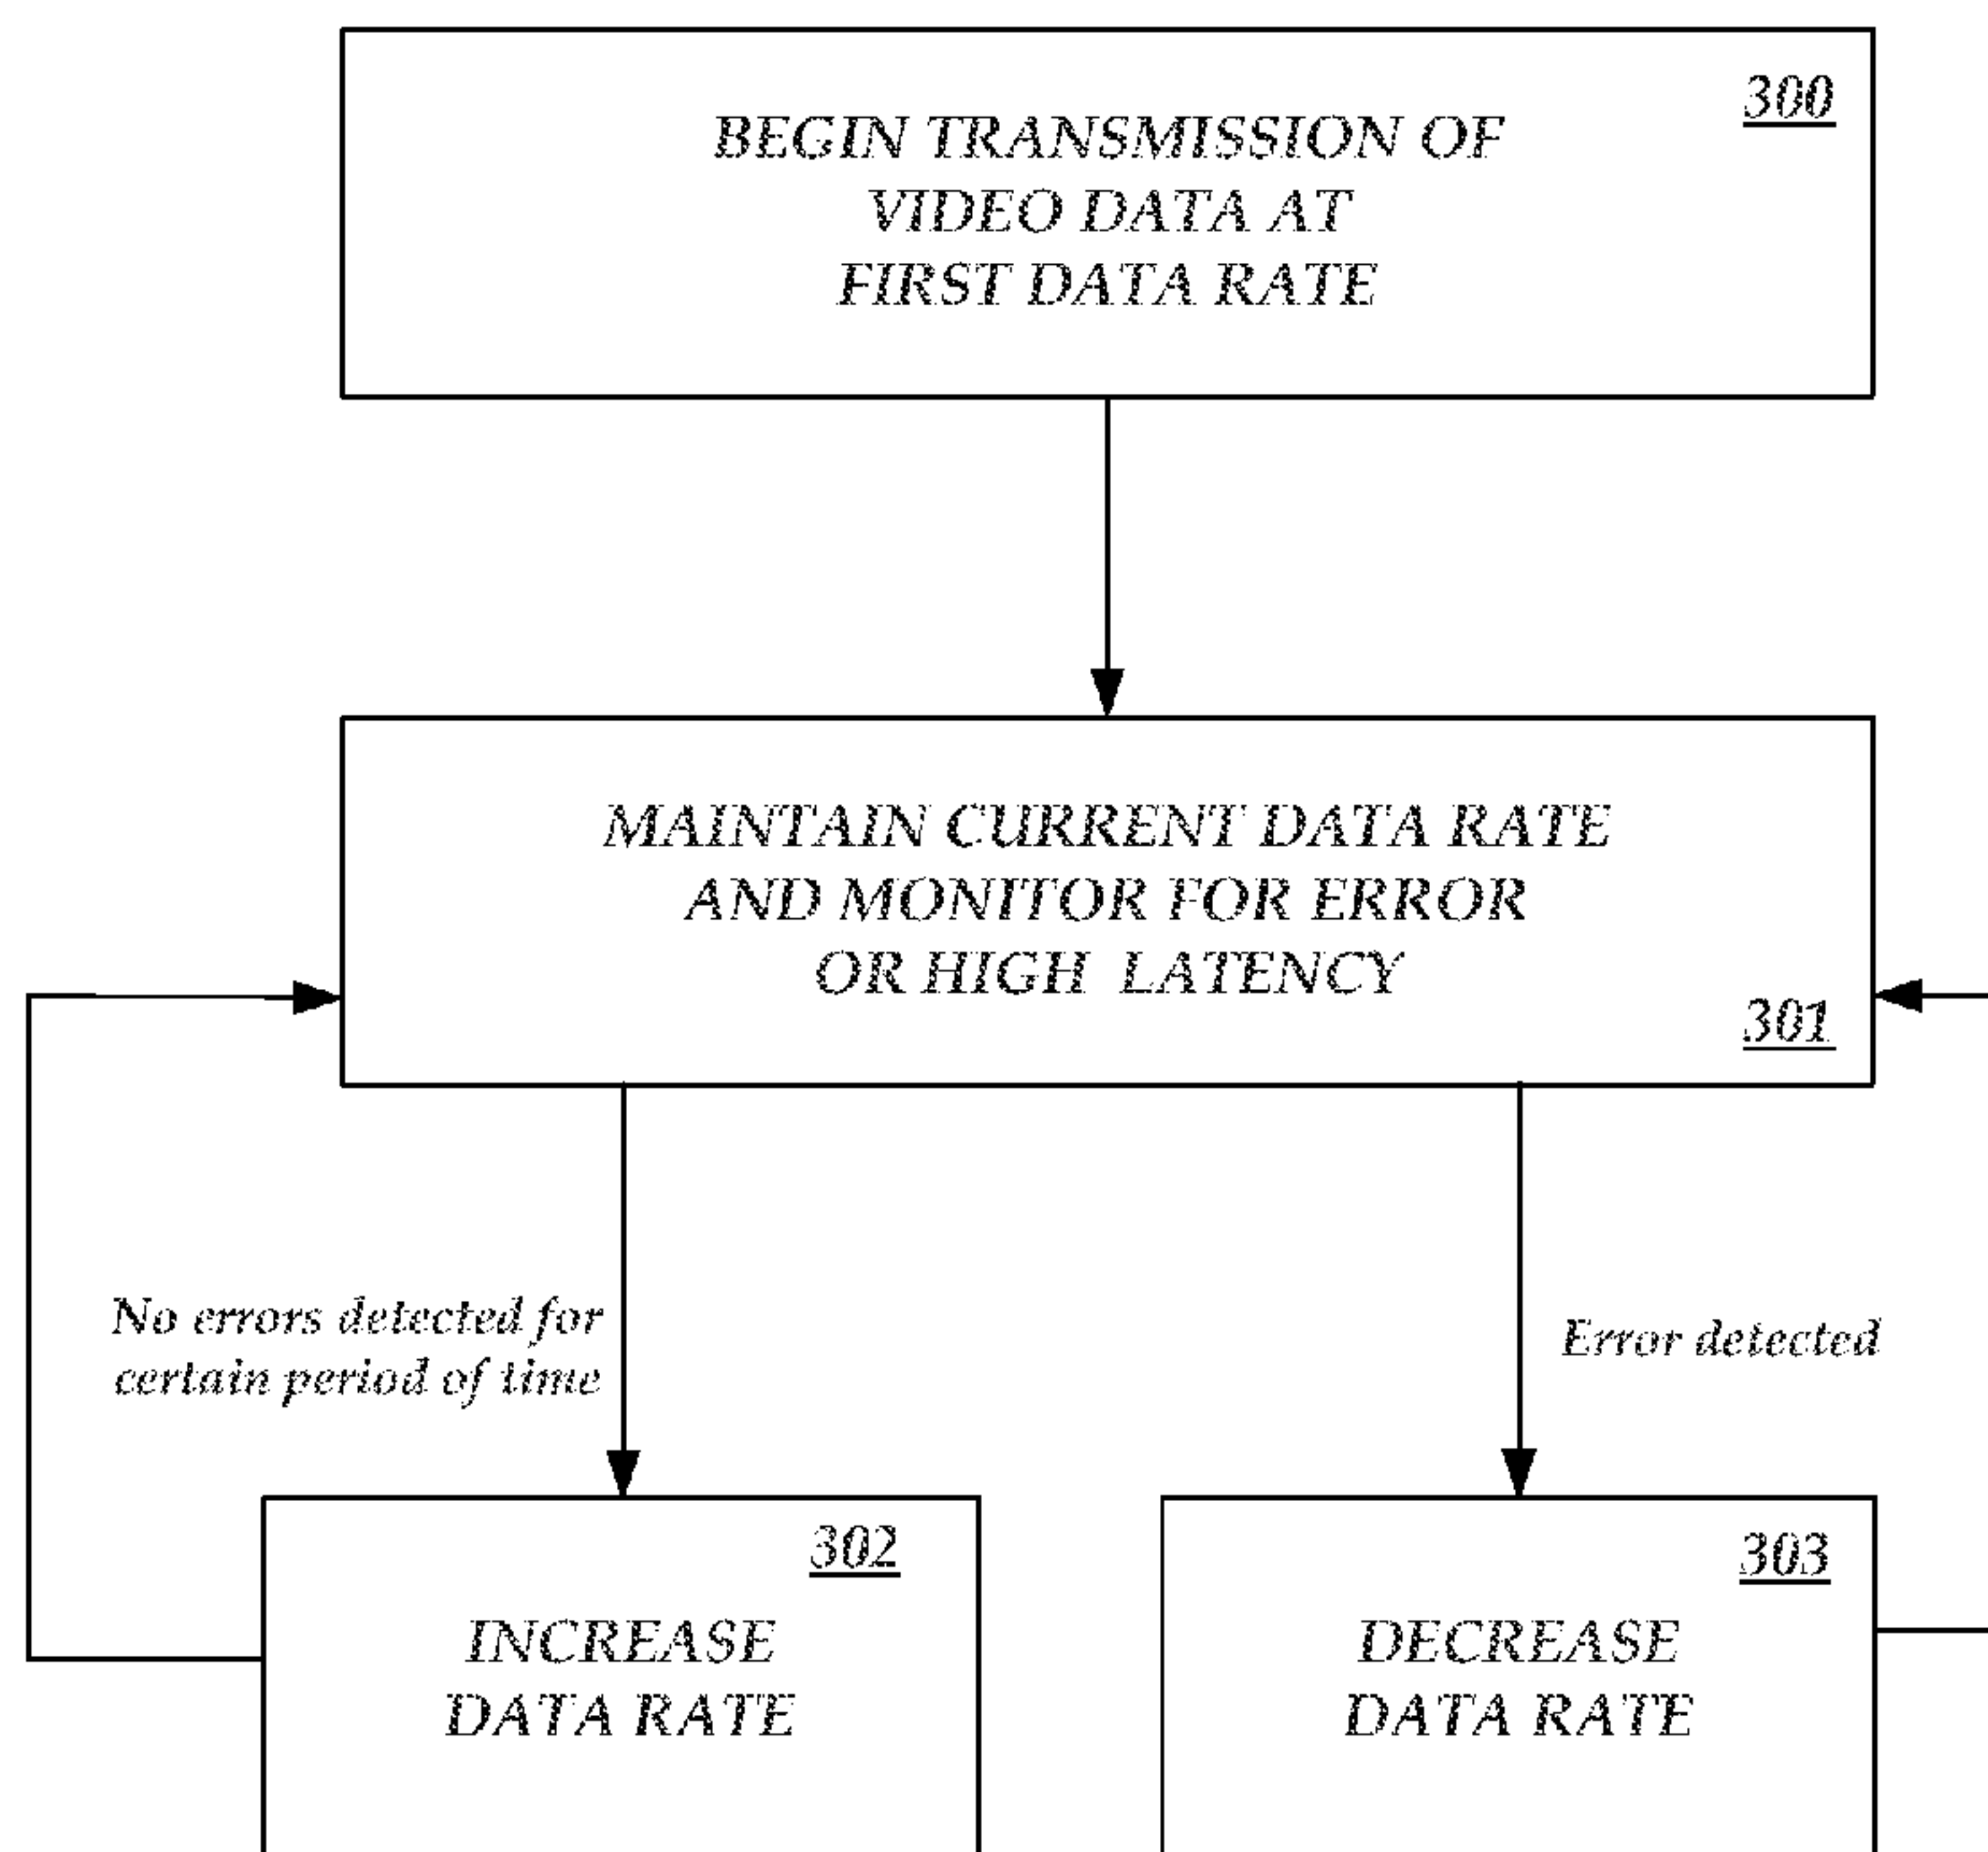 300
BEGIN TRANSMISSION OF
VIDEO DATA AT
FIRST DATA RATE
MAINTAIN CURRENT DATA RATE
AND MONITOR FOR ERROR
OR HIGH LATENCY
301
No errors detected for
certain period of time
Error detected
302
INCREASE
DATA RATE
303
DECREASE
DATA RATE